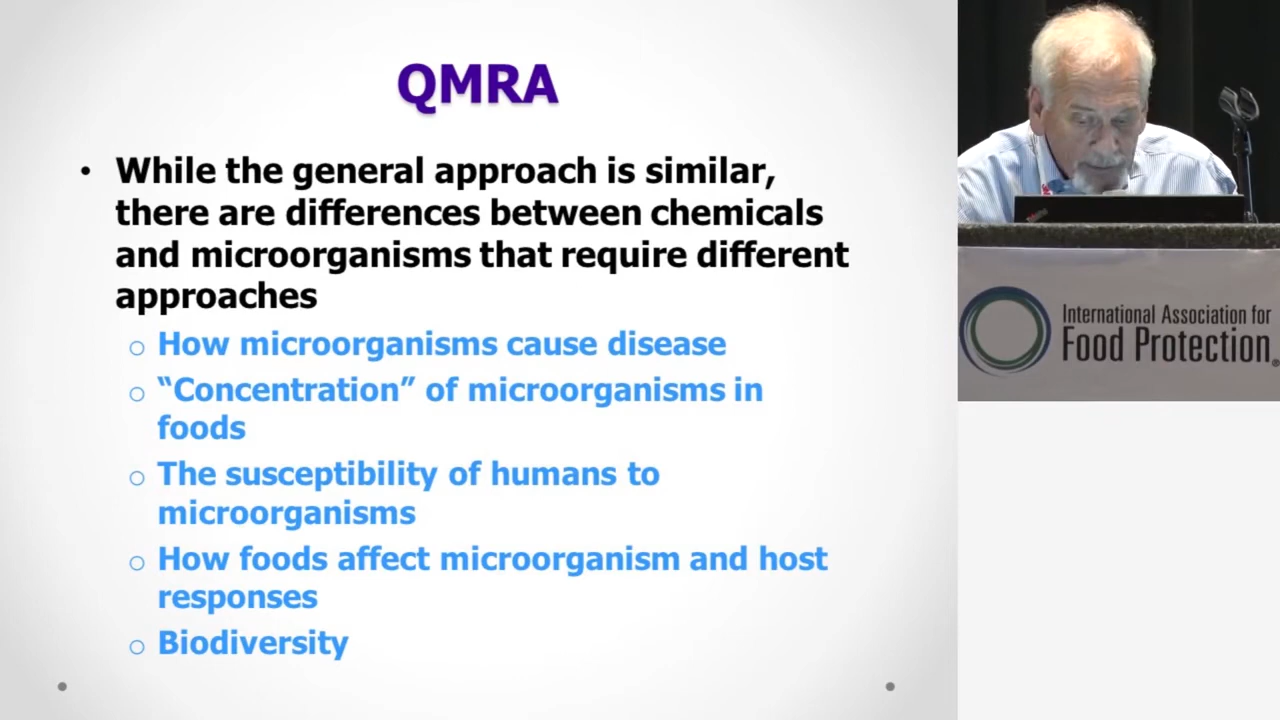 QMRA
• While the general approach is similar,
there are differences between chemicals
and microorganisms that require different
approaches
○ How microorganisms cause disease
○ “Concentration” of microorganisms in
foods
○ The susceptibility of humans to
microorganisms
○ How foods affect microorganism and host
responses
○ Biodiversity
International Association for
Food Protection®